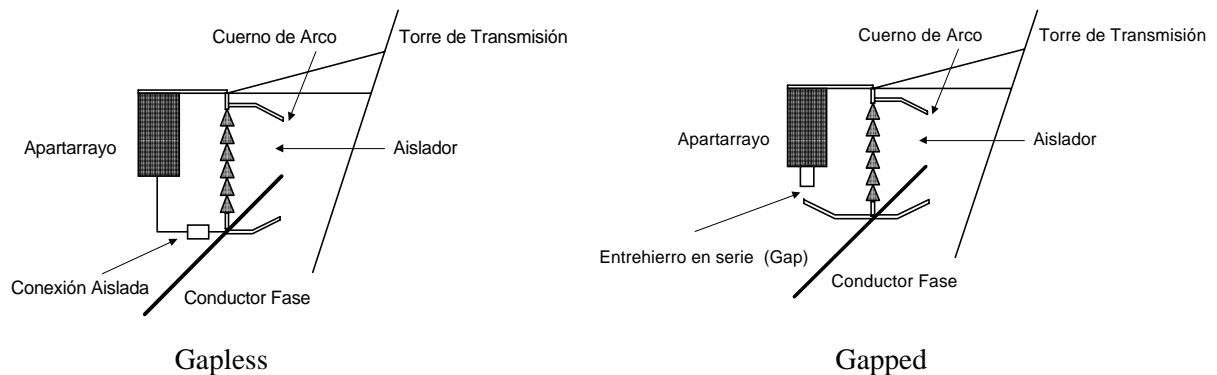 Cuerno de Arco
Torre de Transmisión
Apartarrayo
Aislador
Conexión Aislada
Conductor Fase
Gapless
Cuerno de Arco
Torre de Transmisión
Apartarrayo
Aislador
Entrehierro en serie (Gap)
Conductor Fase
Gapped